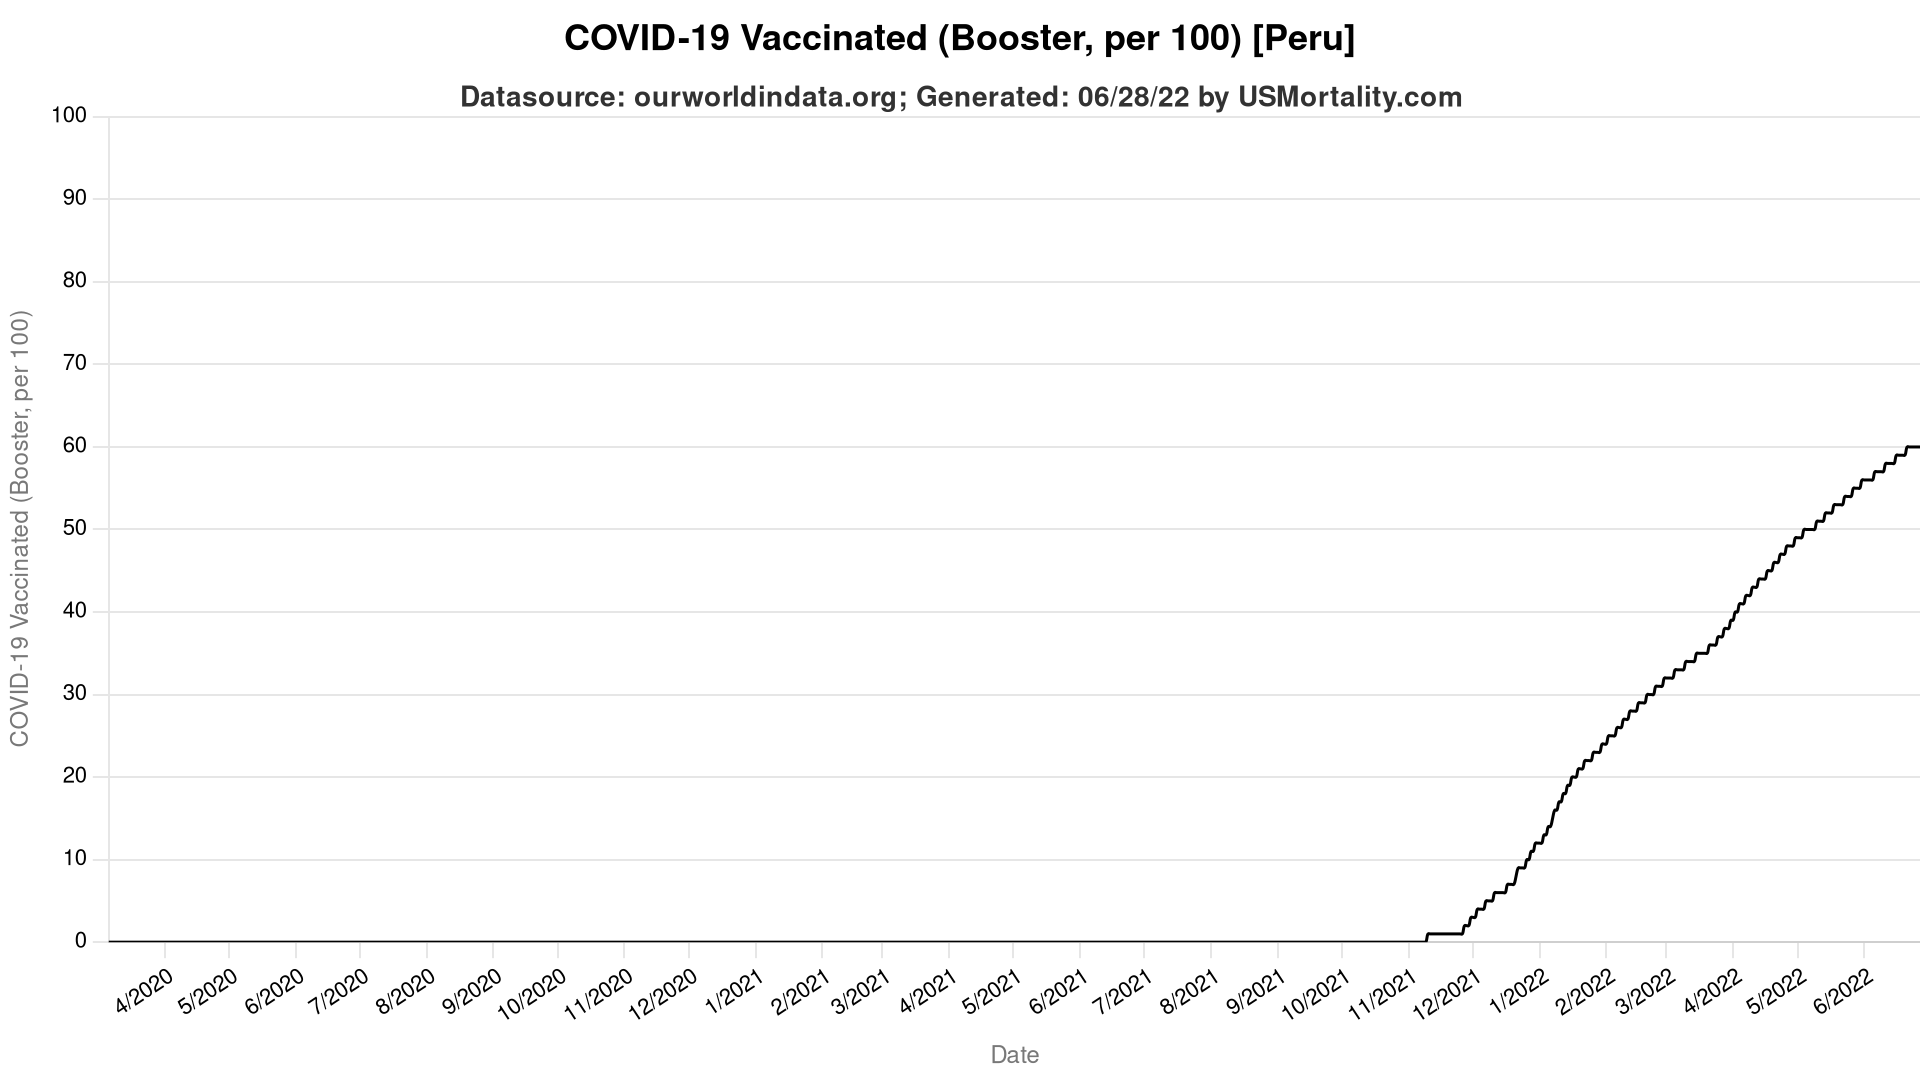 COVID-19 Vaccinated (Booster, per 100) [Peru]
Datasource: ourworldindata.org; Generated: 06/28/22 by USMortality.com
COVID-19 Vaccinated (Booster, per 100)
100
90
80
70
60
50
40
30
20
10
0
4/2020 5/2020 6/2020 7/2020 8/2020 9/2020 10/2020 11/2020 12/2020 1/2021 2/2021 3/2021 4/2021 5/2021 6/2021 7/2021 8/2021 9/2021 10/2021 11/2021 12/2021 1/2022 2/2022 3/2022 4/2022 5/2022 6/2022
Date